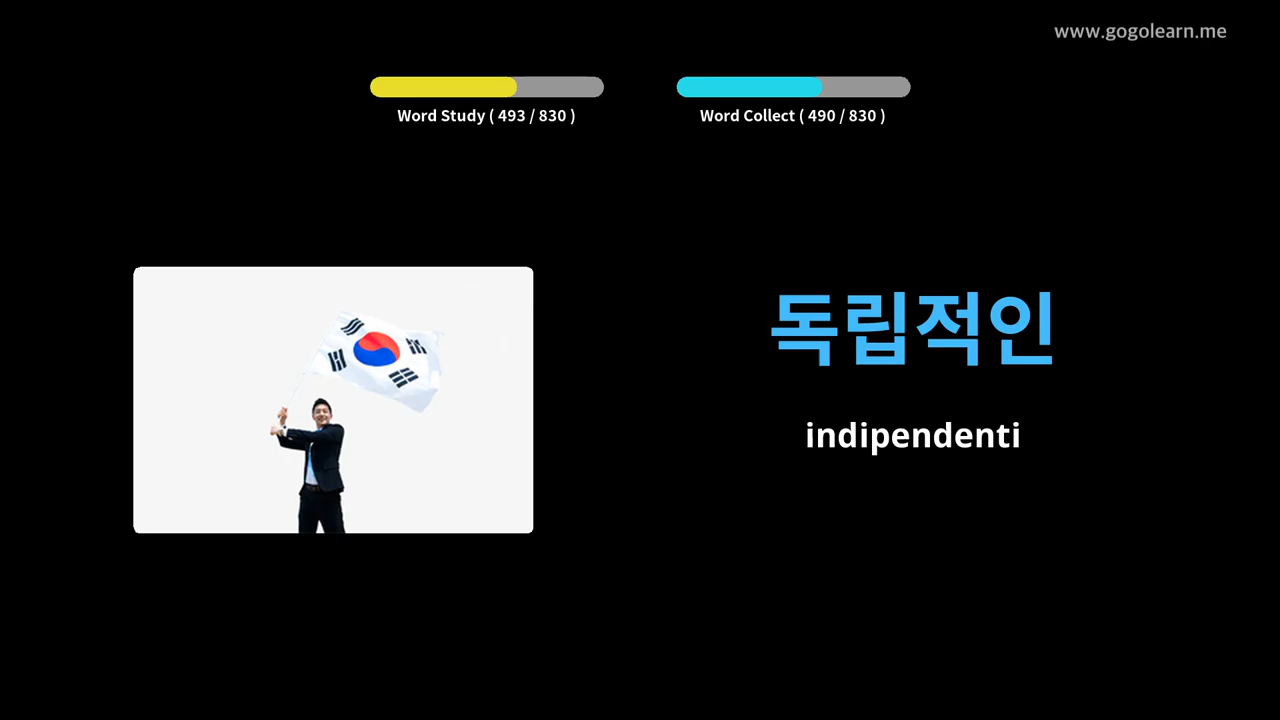 www.gogolearn.me
Word Study ( 493 / 830 )
Word Collect ( 490 / 830 )
독립적인
indipendenti